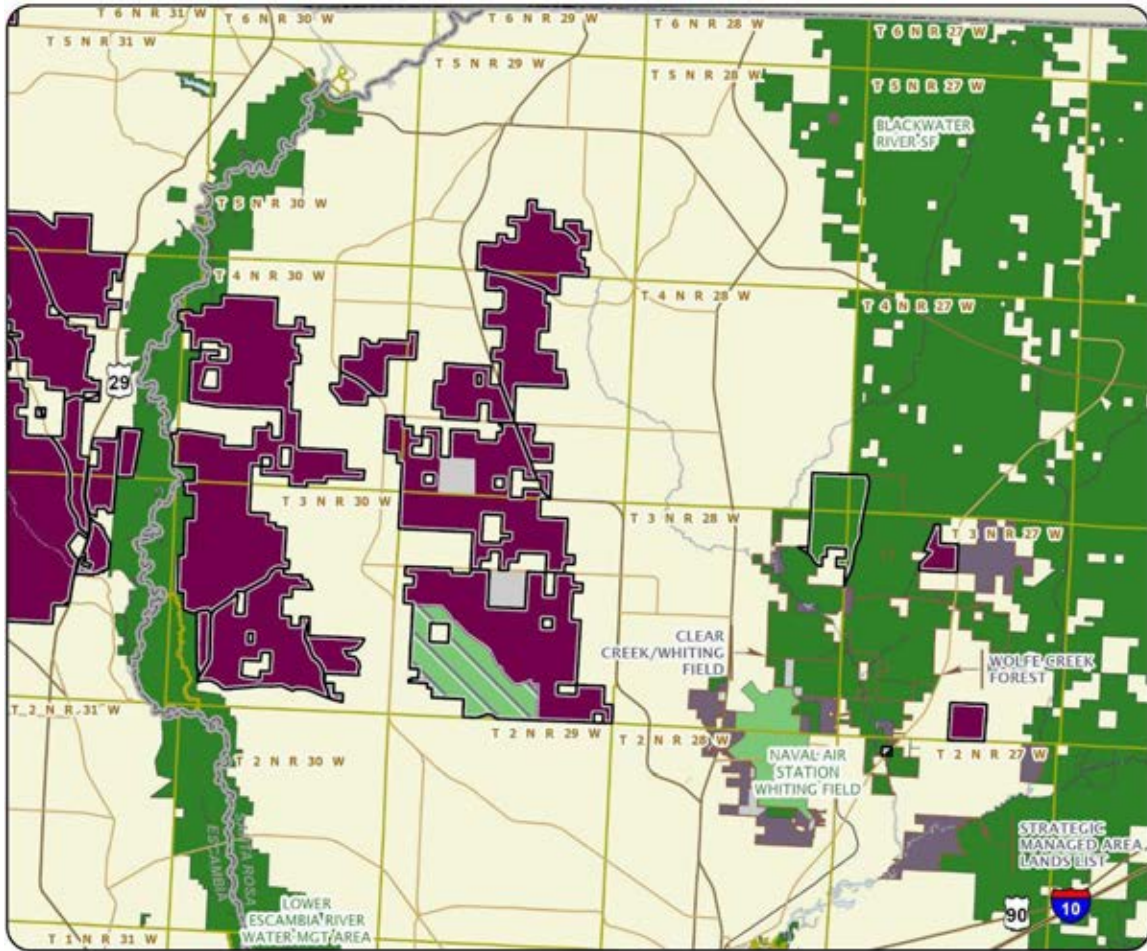 T 6 N R 31 W
T 6 N R 30 W
T 6 N R 29 W
T 6 N R 28 W
T 6 N R 27 W
T 5 N R 31 W
T 5 N R 29 W
T 5 N R 28 W
T 5 N R 27 W
BLACKWATER
RIVER SF
T 5 N R 30 W
T 4 N R 30 W
T 4 N R 28 W
T 4 N R 27 W
29
T 3 N R 30 W
T 3 N R 28 W
T 3 N R 27 W
CLEAR
CREEK/WHITING
FIELD
WOLFE CREEK
FOREST
T 2 N R 31 W
T 2 N R 29 W
T 2 N R 28 W
T 2 N R 27 W
T 2 N R 30 W
NAVAL AIR
STATION
WHITING FIELD
STRATEGIC
MANAGED AREA
LANDS LIST
ESCAMBIA
SANTA ROSA
LOWER
ESCAMBIA RIVER
WATER MGT AREA
90
10
T 1 N R 31 W